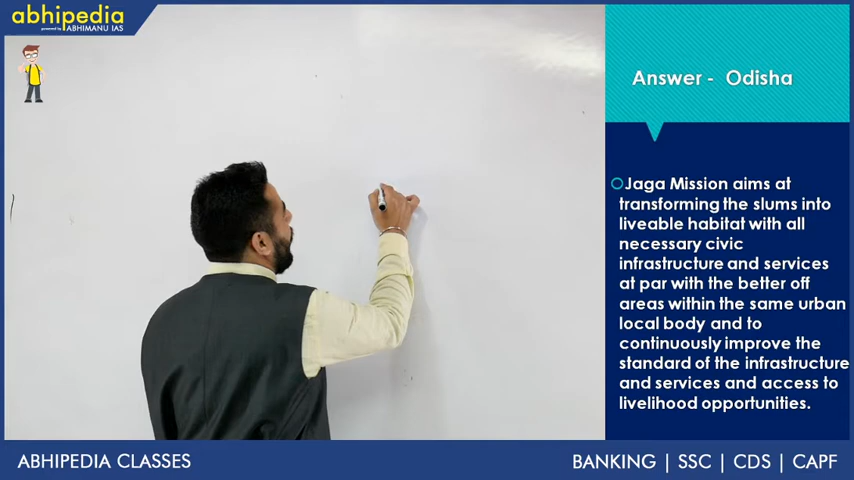 abhipedia
powered by ABHIMANU IAS
Answer - Odisha
Jaga Mission aims at
transforming the slums into
liveable habitat with all
necessary civic
infrastructure and services
at par with the better off
areas within the same urban
local body and to
continuously improve the
standard of the infrastructure
and services and access to
livelihood opportunities.
ABHIPEDIA CLASSES
BANKING | SSC | CDS | CAPF